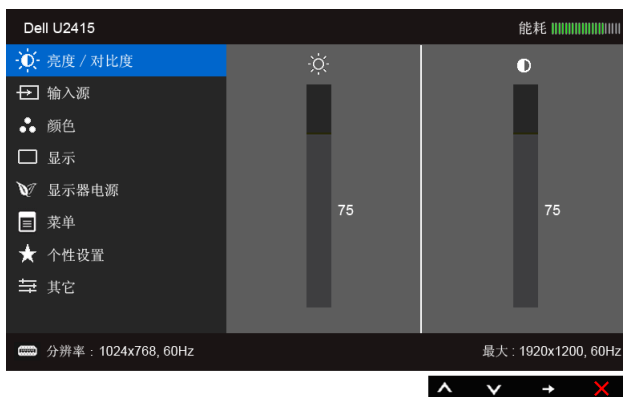 Dell U2415
能耗
亮度 / 对比度
输入源
颜色
显示
显示器电源
菜单
个性设置
其它
75
75
分辨率 : 1024x768, 60Hz
最大 : 1920x1200, 60Hz